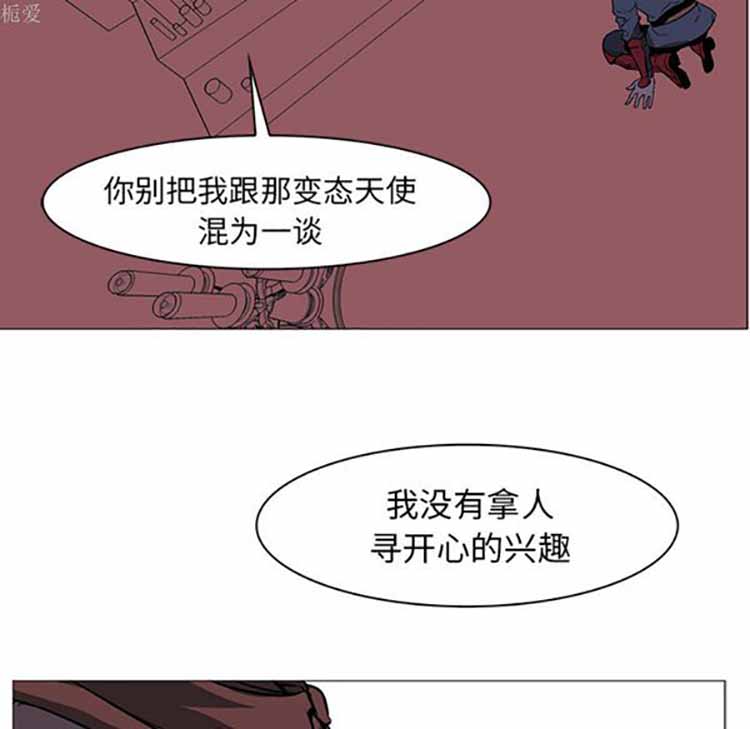 栀爱
你别把我跟那变态天使
混为一谈
我没有拿人
寻开心的兴趣